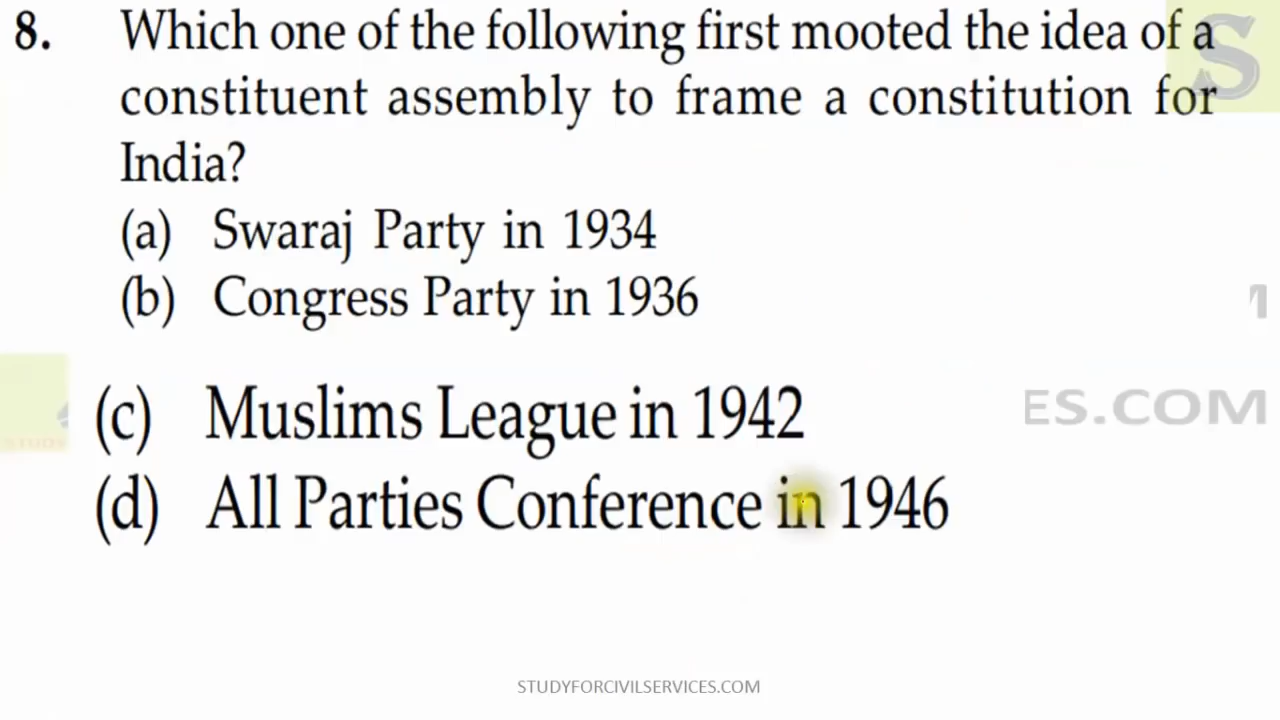 8. Which one of the following first mooted the idea of a
constituent assembly to frame a constitution for
India?
(a) Swaraj Party in 1934
(b) Congress Party in 1936
ES.COM
(c) Muslims League in 1942
STUDY
(d) All Parties Conference in 1946
STUDYFORCIVILSERVICES.COM